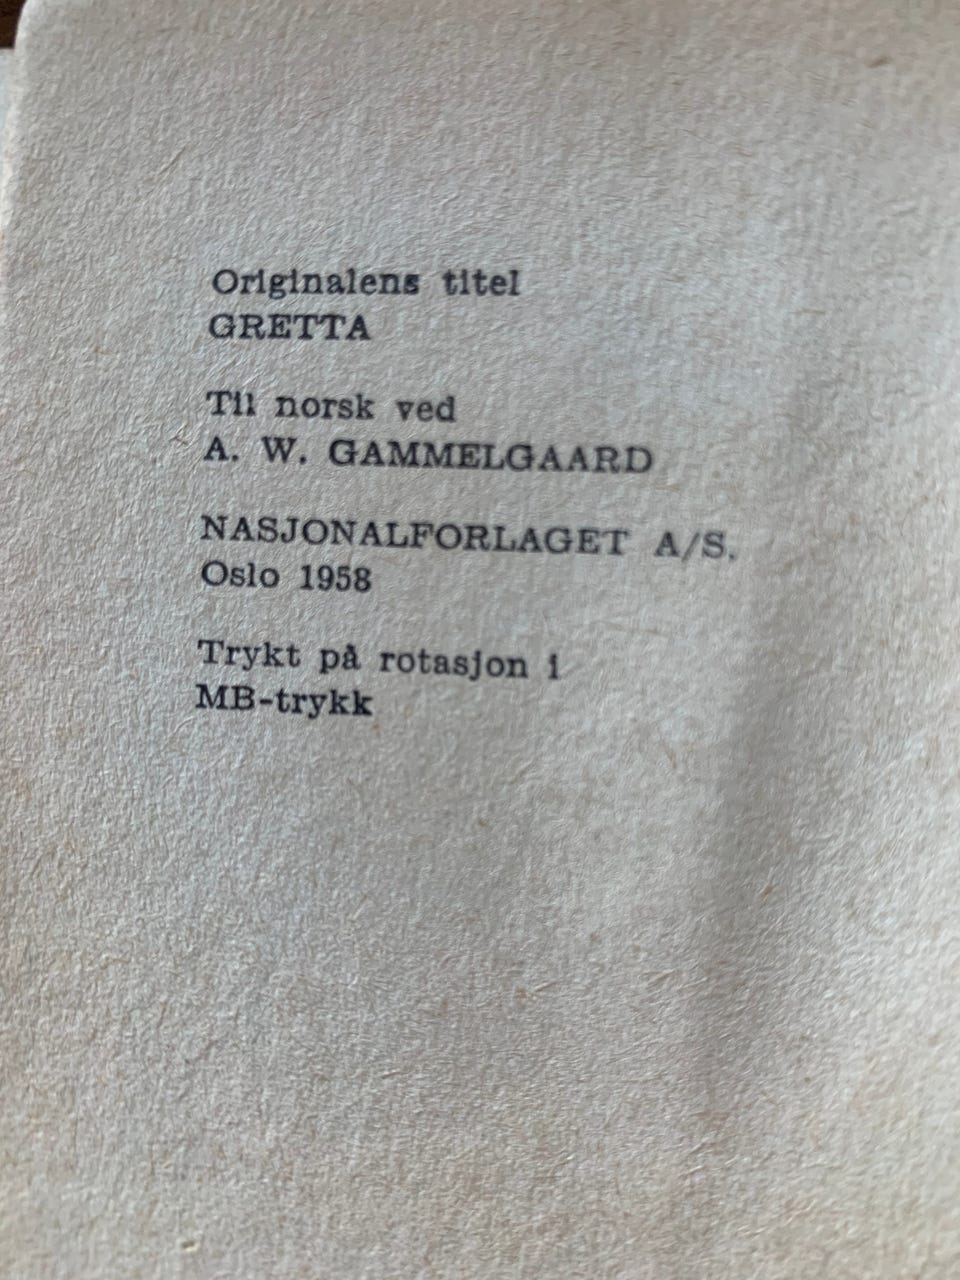 Originalens titel
GRETTA
Til norsk ved
A. W. GAMMELGAARD
NASJONALFORLAGET A/S.
Oslo 1958
Trykt på rotasjon i
MB-trykk